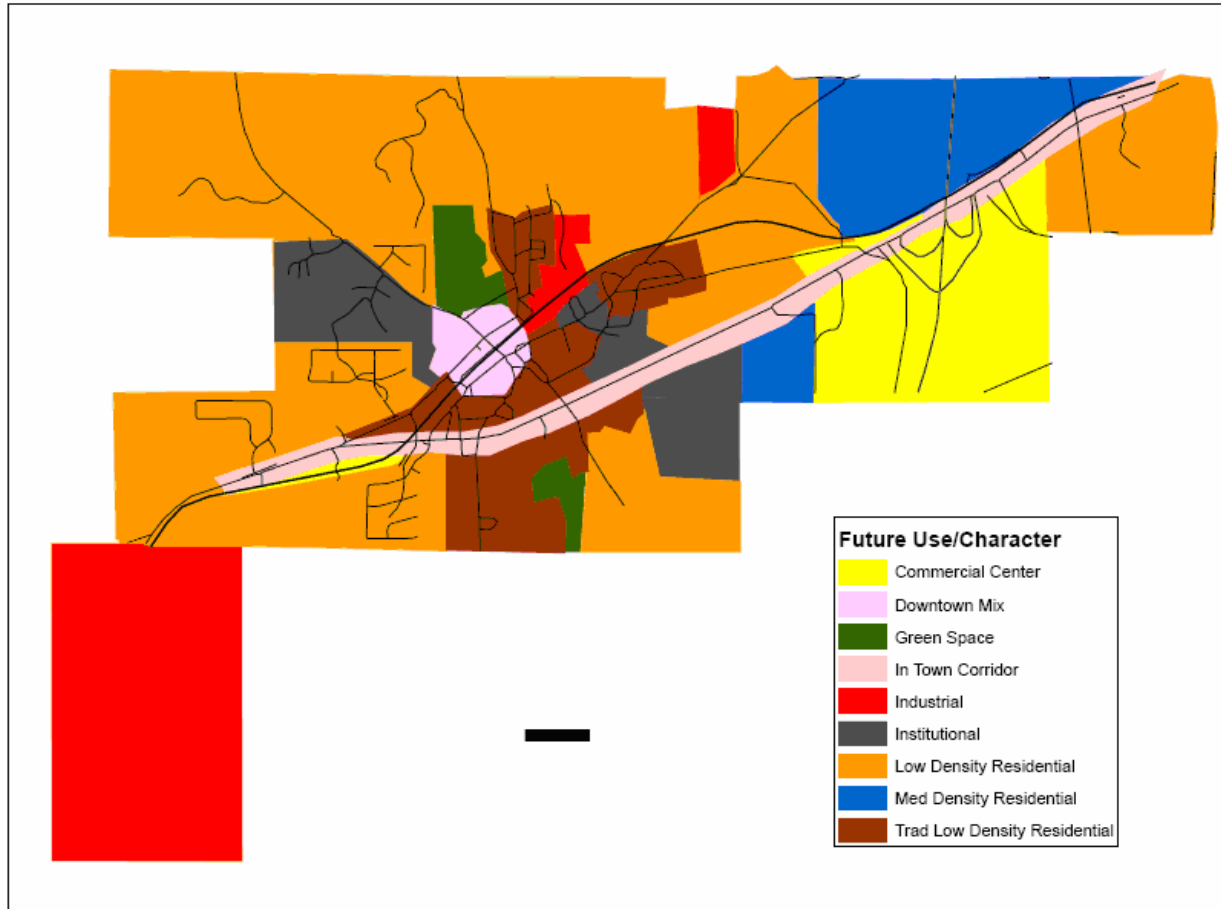 Future Use/Character
Commercial Center
Downtown Mix
Green Space
In Town Corridor
Industrial
Institutional
Low Density Residential
Med Density Residential
Trad Low Density Residential